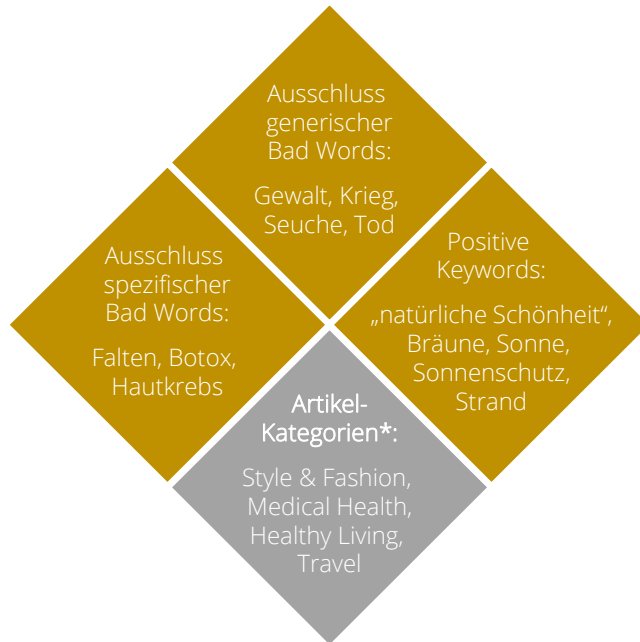 Ausschluss
generischer
Bad Words:
Gewalt, Krieg,
Seuche, Tod
Ausschluss
spezifischer
Bad Words:
Falten, Botox,
Hautkrebs
Positive
Keywords:
„natürliche Schönheit“,
Bräune, Sonne,
Sonnenschutz,
Strand
Artikel-
Kategorien*:
Style & Fashion,
Medical Health,
Healthy Living,
Travel